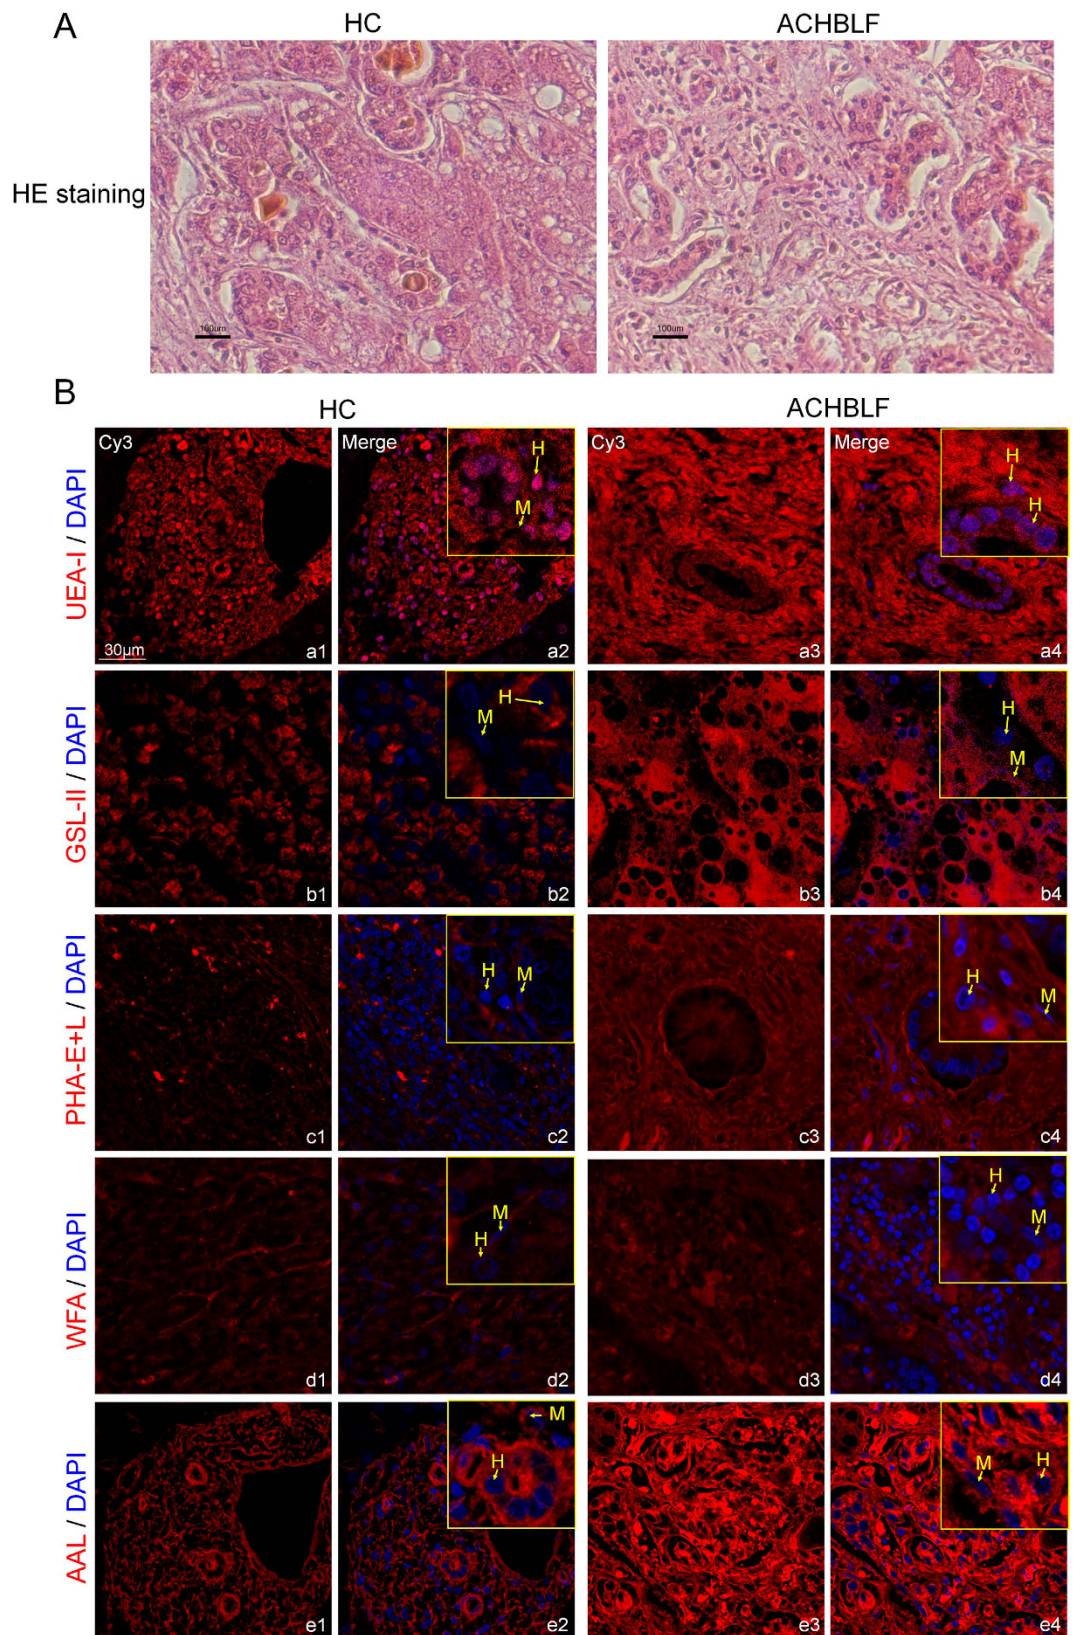 A
HC
ACHBLF
HE staining
100um
100um
B
HC
ACHBLF
UEA-I / DAPI
Cy3
Merge
H
M
Cy3
Merge
H
H
30μm
a1
a2
a3
a4
GSL-II / DAPI
H
M
H
M
b1
b2
b3
b4
PHA-E+L / DAPI
H
M
H
M
c1
c2
c3
c4
WFA / DAPI
M
H
H
M
d1
d2
d3
d4
AAL / DAPI
M
H
M
H
e1
e2
e3
e4